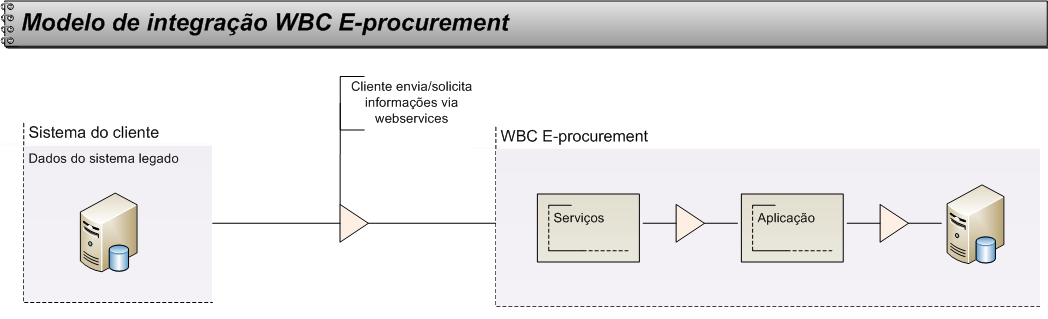 Modelo de integração WBC E-procurement
Cliente envia/solicita
informações via
webservices
Sistema do cliente
Dados do sistema legado
WBC E-procurement
Serviços
Aplicação